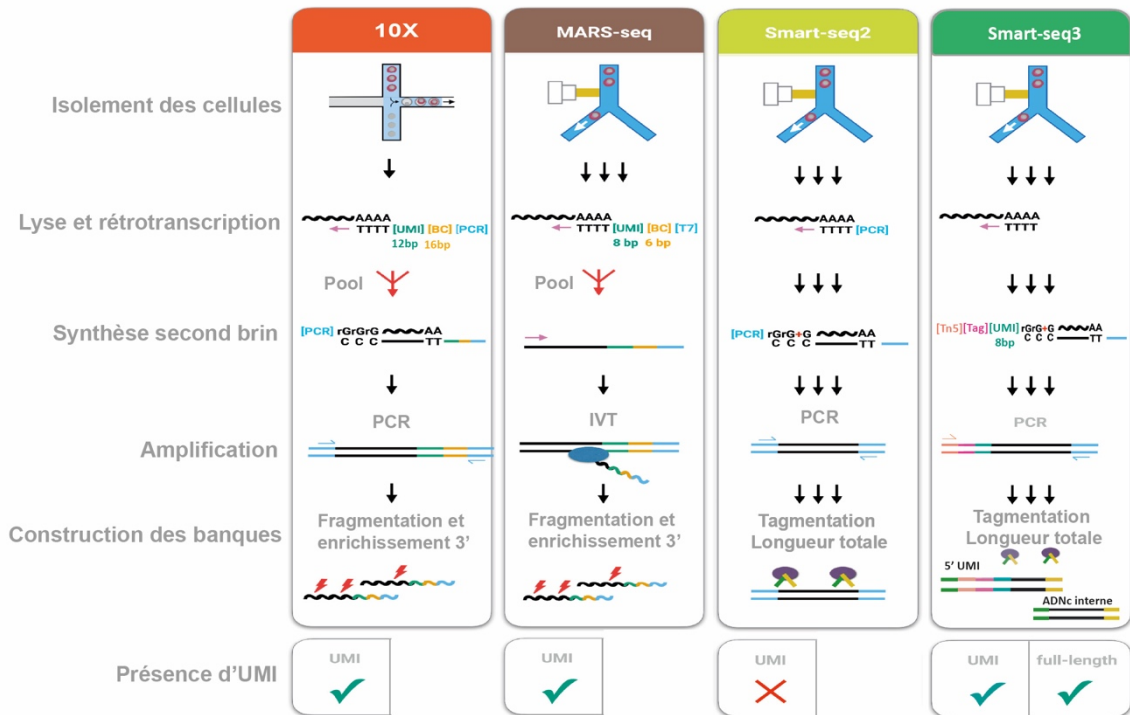 10X
MARS-seq
Smart-seq2
Smart-seq3
Isolement des cellules
Lyse et rétrotranscription
AAAA
TTTT [UMI] [BC] [PCR]
12bp 16bp
AAAA
TTTT [UMI] [BC] [T7]
8 bp 6 bp
AAAA
TTTT [PCR]
AAAA
TTTT
Pool
Pool
Synthèse second brin
[PCR] rGrGrG AA
C C C TT
[PCR] rGrG+G AA
C C C TT
[Tn5][Tag][UMI] rGrG+G AA
8bp C C C TT
Amplification
PCR
IVT
PCR
PCR
Construction des banques
Fragmentation et
enrichissement 3’
Fragmentation et
enrichissement 3’
Tagmentation
Longueur totale
Tagmentation
Longueur totale
5' UMI
ADNc interne
Présence d’UMI
UMI
UMI
UMI
UMI
full-length